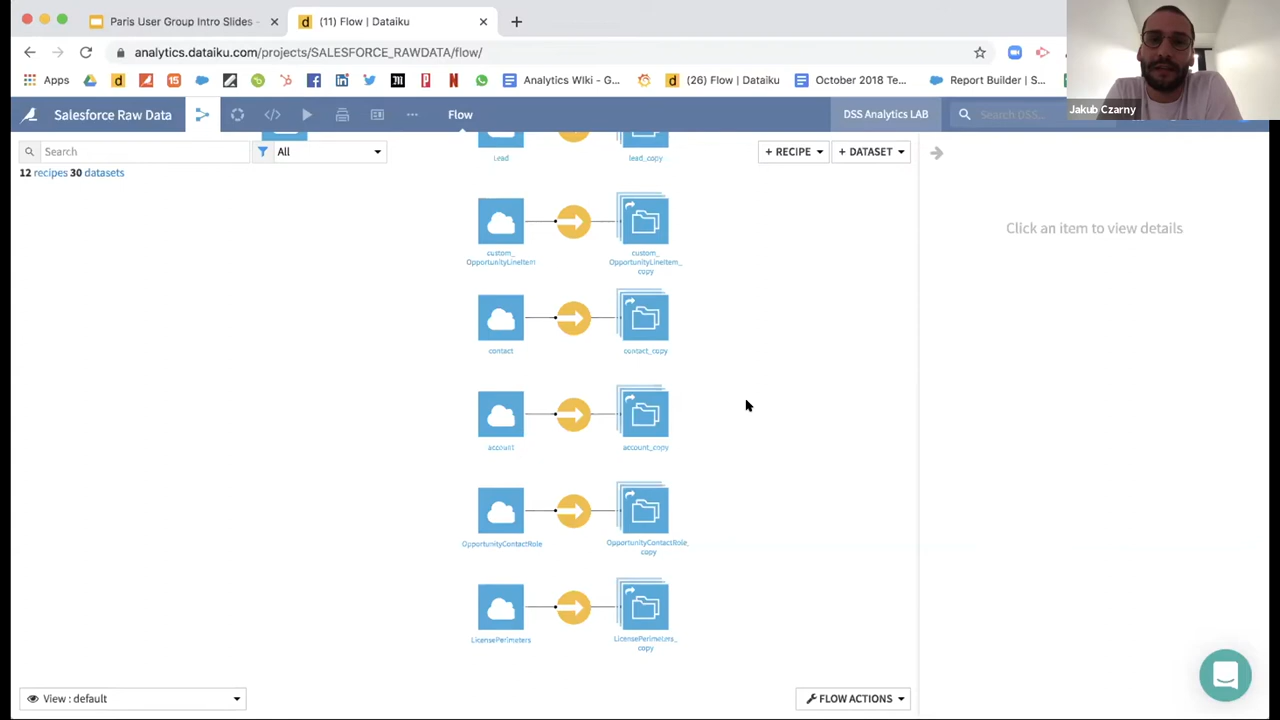 Paris User Group Intro Slides -
(11) Flow | Dataiku
analytics.dataiku.com/projects/SALESFORCE_RAWDATA/flow/
Apps
15
Analytics WIki - G...
(26) Flow | Dataiku
October 2018 Te...
Report Builder | S...
Jakub Czarny
Salesforce Raw Data
Flow
DSS Analytics LAB
Search DSS...
Search
All
+ RECIPE
+ DATASET
12 recipes 30 datasets
Lead
lead_copy
Click an item to view details
custom_
OpportunityLineItem
custom_
OpportunityLineItem_
copy
contact
contact_copy
account
account_copy
OpportunityContactRole
OpportunityContactRole_
copy
LicensePerimeters
LicensePerimeters_
copy
View : default
FLOW ACTIONS